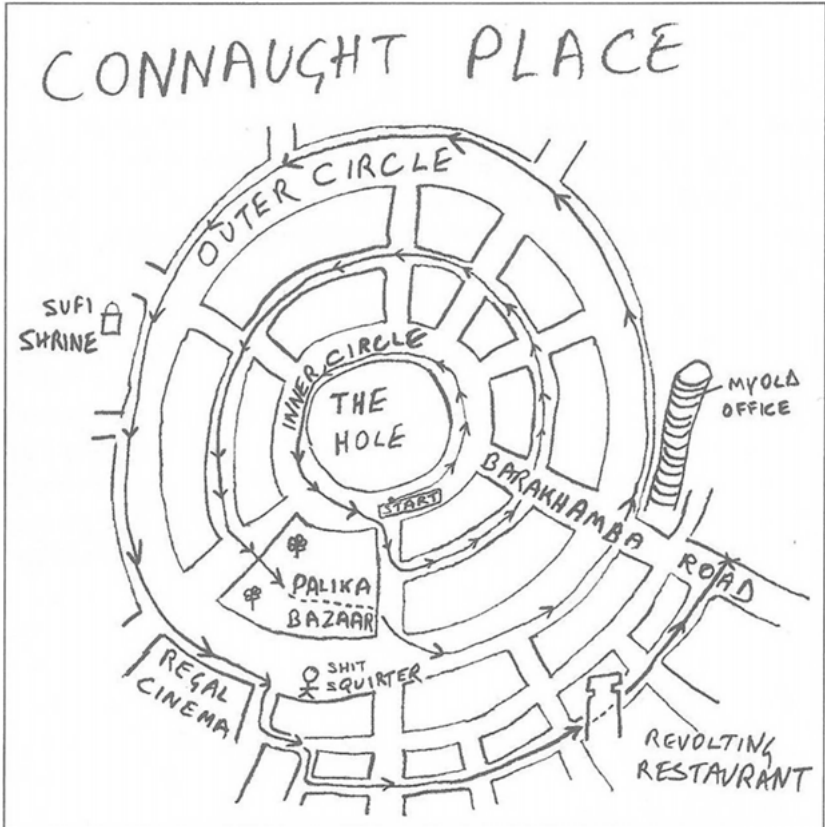 CONNAUGHT PLACE
OUTER CIRCLE
SUFI
SHRINE
INNER CIRCLE
THE
HOLE
MY OLD
OFFICE
START
BARAKHAMBA
ROAD
PALIKA
BAZAAR
SHIT
SQUIRTER
REGAL
CINEMA
REVOLTING
RESTAURANT